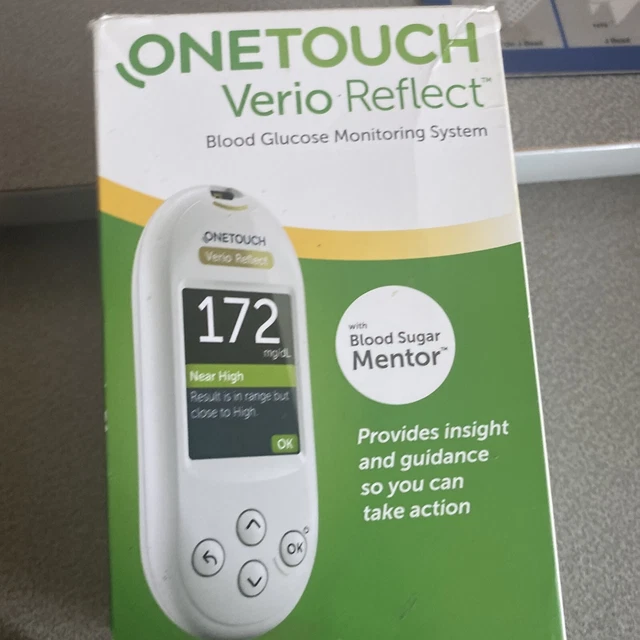 ONETOUCH
Verio Reflect™
Blood Glucose Monitoring System
ONETOUCH
Verio Reflect
172
mg/dL
Near High
Result is in range but
close to High.
OK
OK
with
Blood Sugar
Mentor™
Provides insight
and guidance
so you can
take action